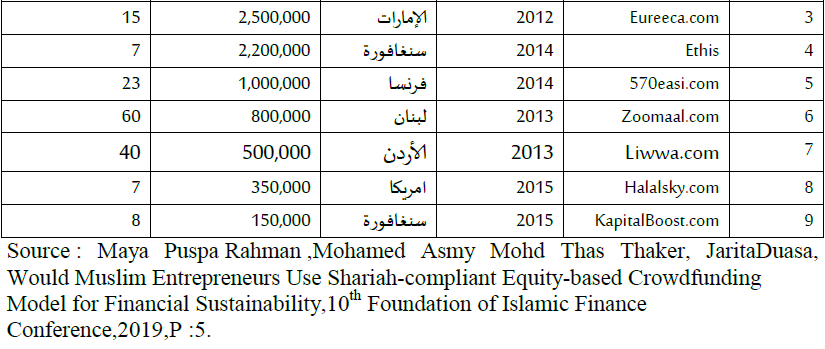 3 Eureeca.com 2012 الإمارات 2,500,000 15
4 Ethis 2014 سنغافورة 2,200,000 7
5 570easi.com 2014 فرنسا 1,000,000 23
6 Zoomaal.com 2013 لبنان 800,000 60
7 Liwwa.com 2013 الأردن 500,000 40
8 Halalsky.com 2015 امريكا 350,000 7
9 KapitalBoost.com 2015 سنغافورة 150,000 8
Source : Maya Puspa Rahman ,Mohamed Asmy Mohd Thas Thaker, JaritaDuasa,
Would Muslim Entrepreneurs Use Shariah-compliant Equity-based Crowdfunding
Model for Financial Sustainability,10th Foundation of Islamic Finance
Conference,2019,P :5.